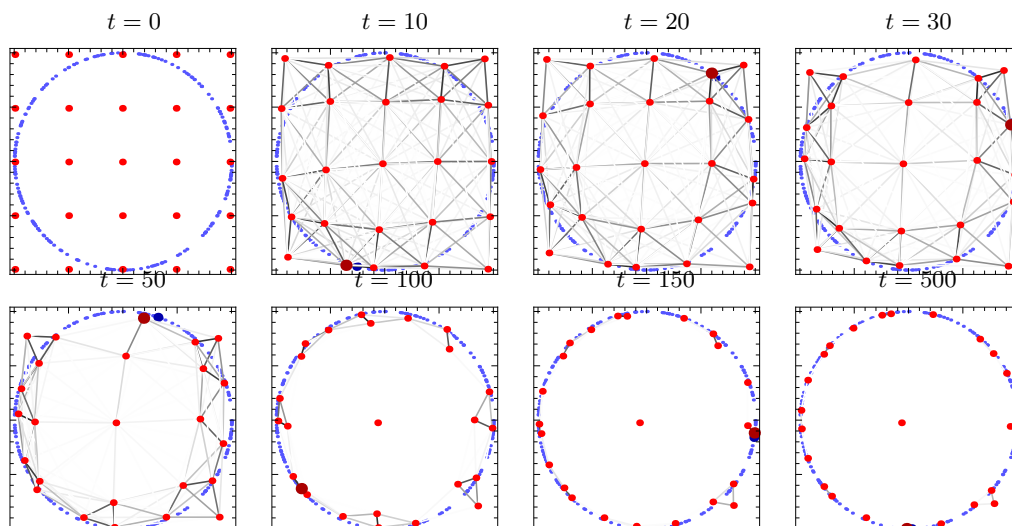 t = 0
t = 10
t = 20
t = 30
t = 50
t = 100
t = 150
t = 500